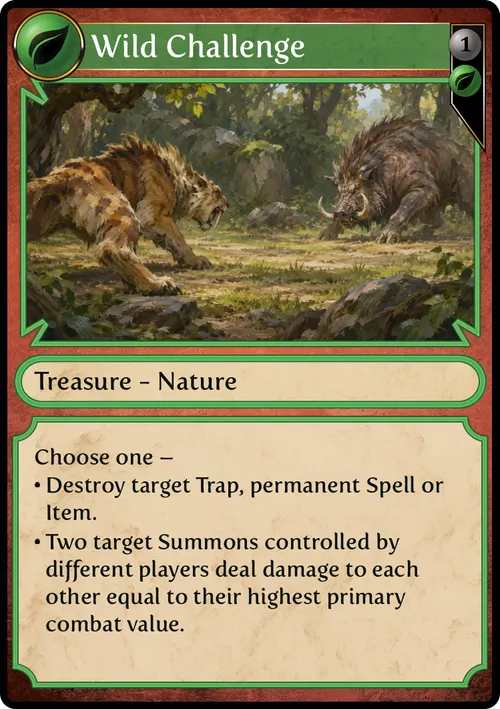 Wild Challenge
1
Treasure – Nature
Choose one –
• Destroy target Trap, permanent Spell or
Item.
• Two target Summons controlled by
different players deal damage to each
other equal to their highest primary
combat value.